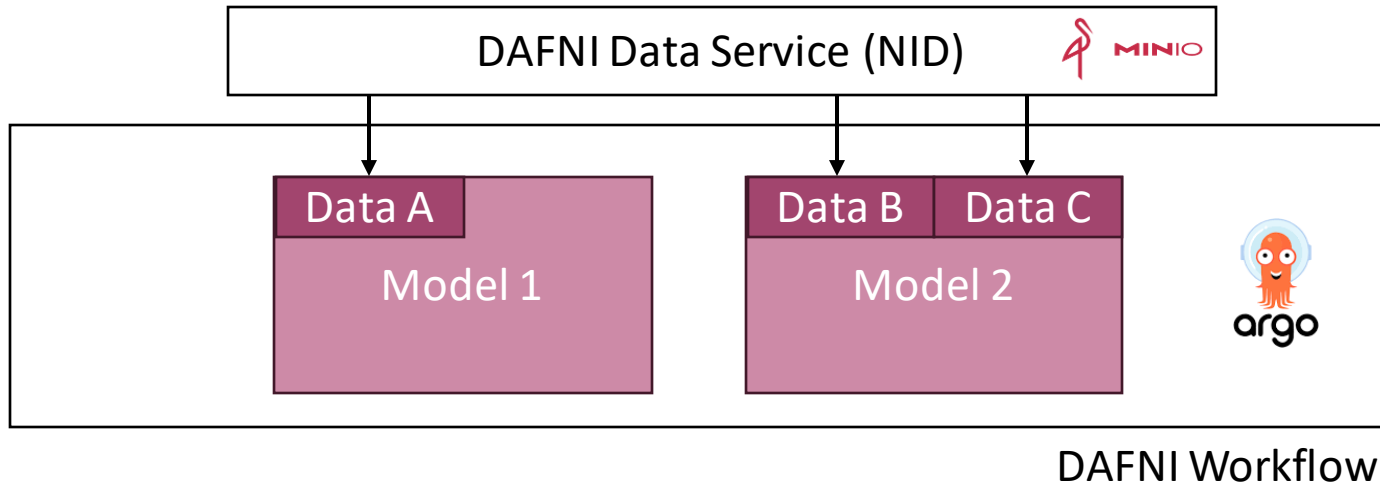 DAFNI Data Service (NID)
MINIO
Data A
Data B
Data C
Model 1
Model 2
argo
DAFNI Workflow